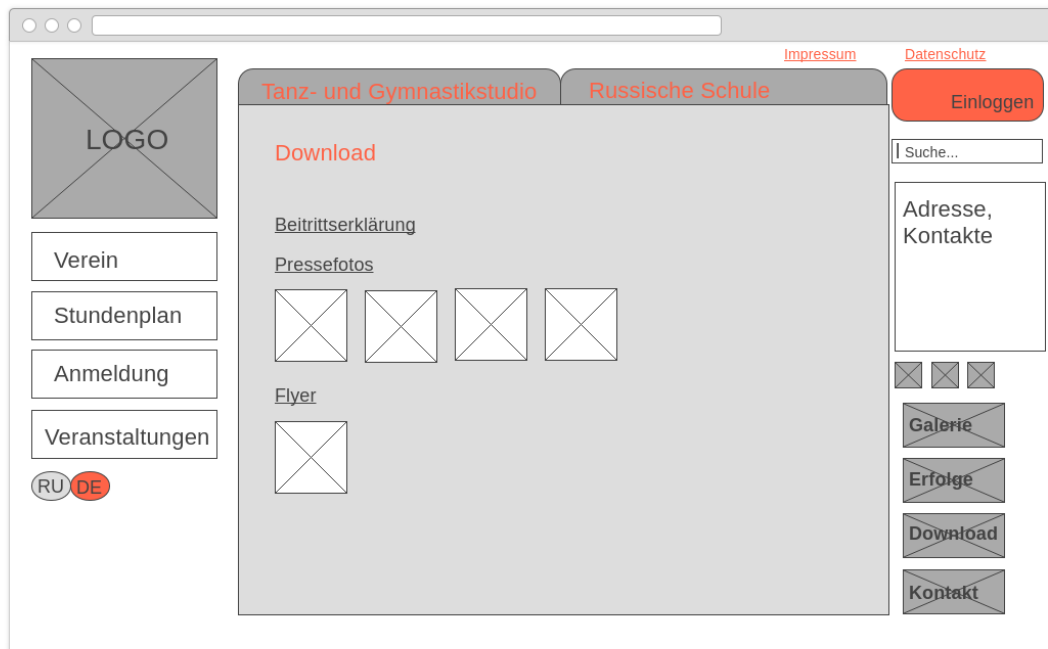 Impressum
Datenschutz
LOGO
Tanz- und Gymnastikstudio
Russische Schule
Einloggen
Suche...
Download
Beitrittserklärung
Pressefotos
Flyer
Verein
Stundenplan
Anmeldung
Veranstaltungen
RU
DE
Adresse,
Kontakte
Galerie
Erfolge
Download
Kontakt